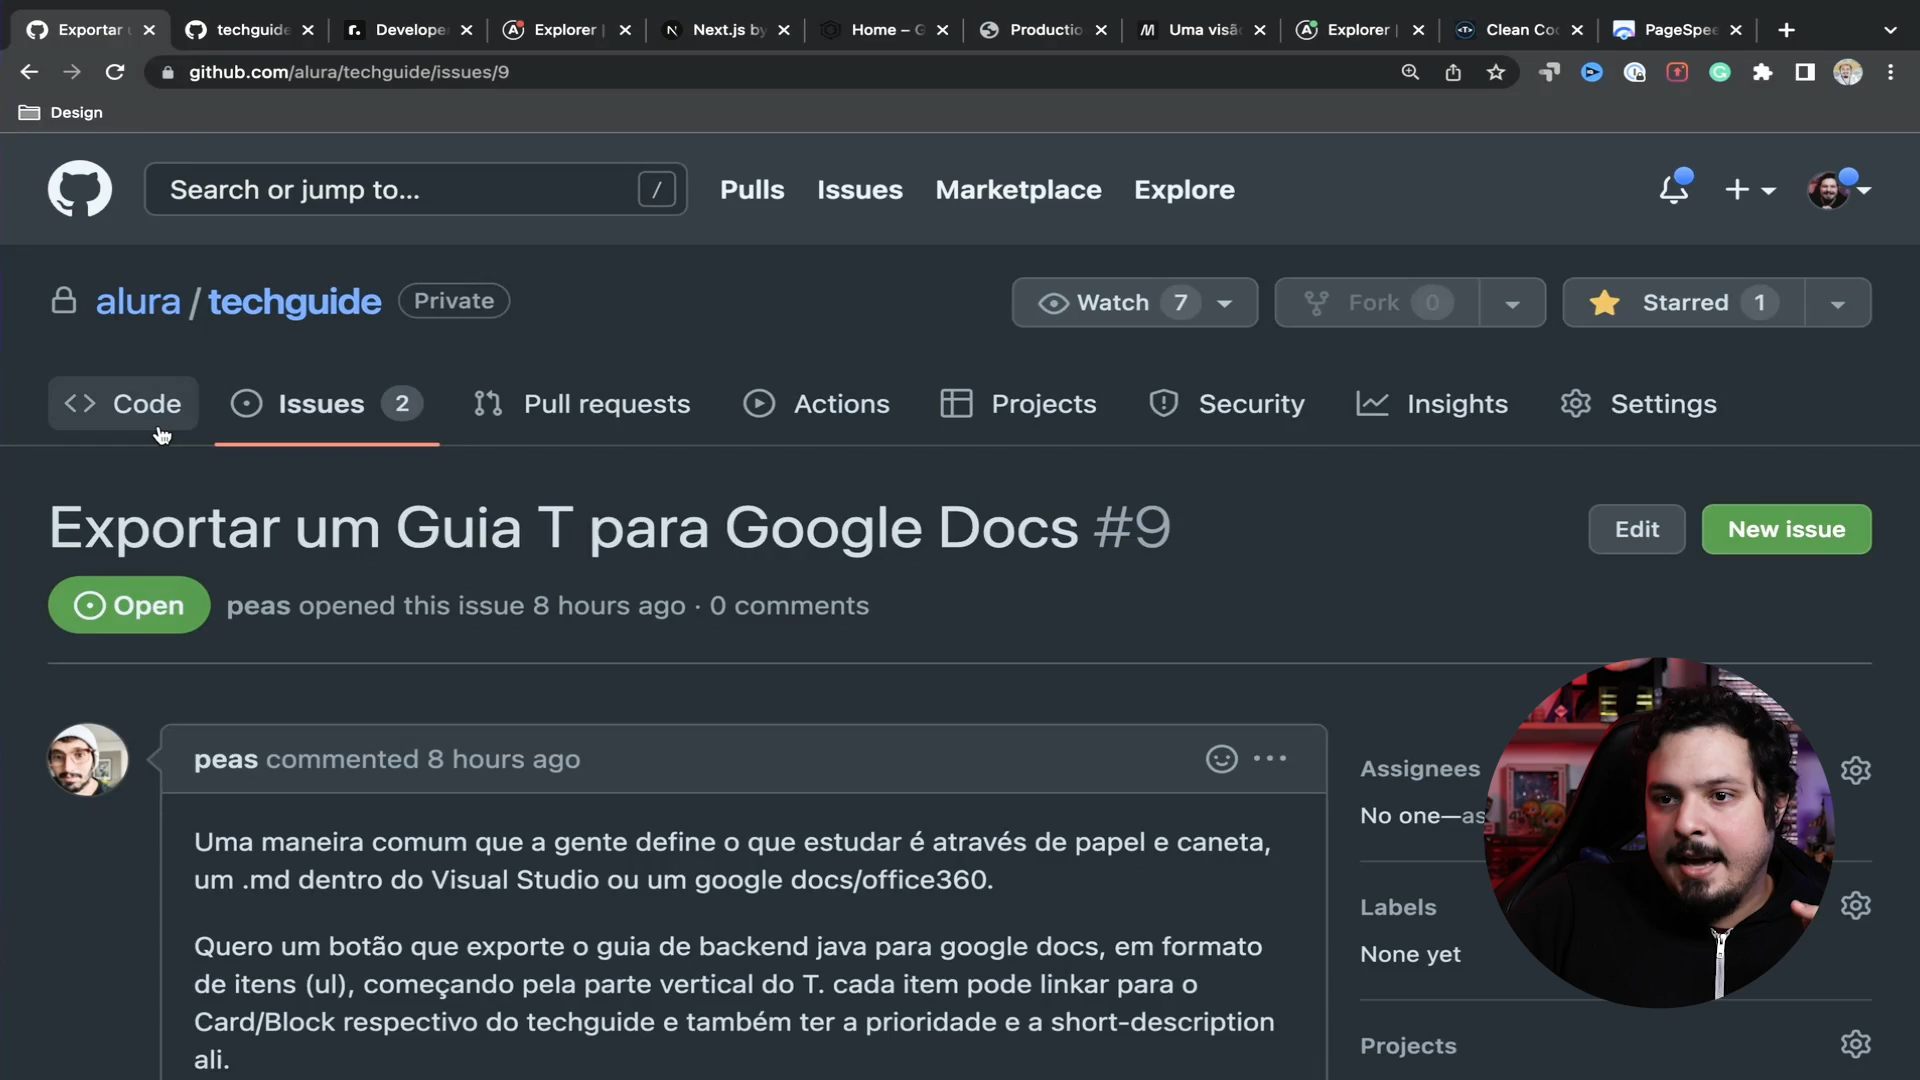 Exportar
techguide
Developer
Explorer |
Next.js by
Home – G
Productio
Uma visã
Explorer |
Clean Co
PageSpee
github.com/alura/techguide/issues/9
Design
Search or jump to...
/
Pulls
Issues
Marketplace
Explore
alura / techguide
Private
Watch 7
Fork 0
Starred 1
Code
Issues 2
Pull requests
Actions
Projects
Security
Insights
Settings
Exportar um Guia T para Google Docs #9
Edit
New issue
Open
peas opened this issue 8 hours ago · 0 comments
peas commented 8 hours ago
Uma maneira comum que a gente define o que estudar é através de papel e caneta,
um .md dentro do Visual Studio ou um google docs/office360.
Quero um botão que exporte o guia de backend java para google docs, em formato
de itens (ul), começando pela parte vertical do T. cada item pode linkar para o
Card/Block respectivo do techguide e também ter a prioridade e a short-description
ali.
Assignees
No one—as
Labels
None yet
Projects